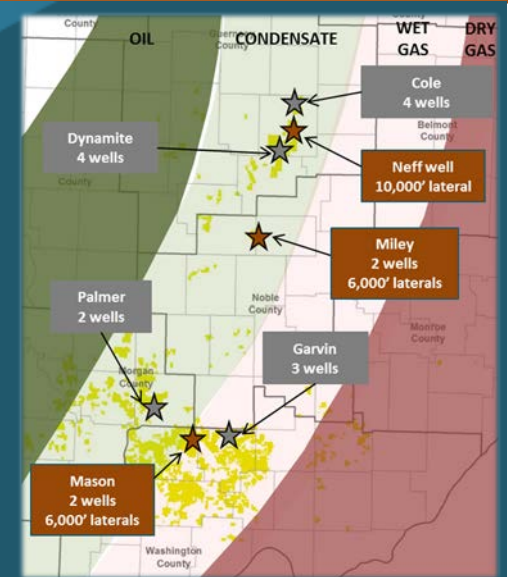 County
Guernsey
OIL
CONDENSATE
WET
GAS
DRY
GAS
Cole
4 wells
Belmont
County
Dynamite
4 wells
Neff well
10,000' lateral
County
Miley
2 wells
6,000' laterals
Palmer
2 wells
Noble
County
Monroe
County
Garvin
3 wells
Morgan
County
Mason
2 wells
6,000' laterals
Washington
County